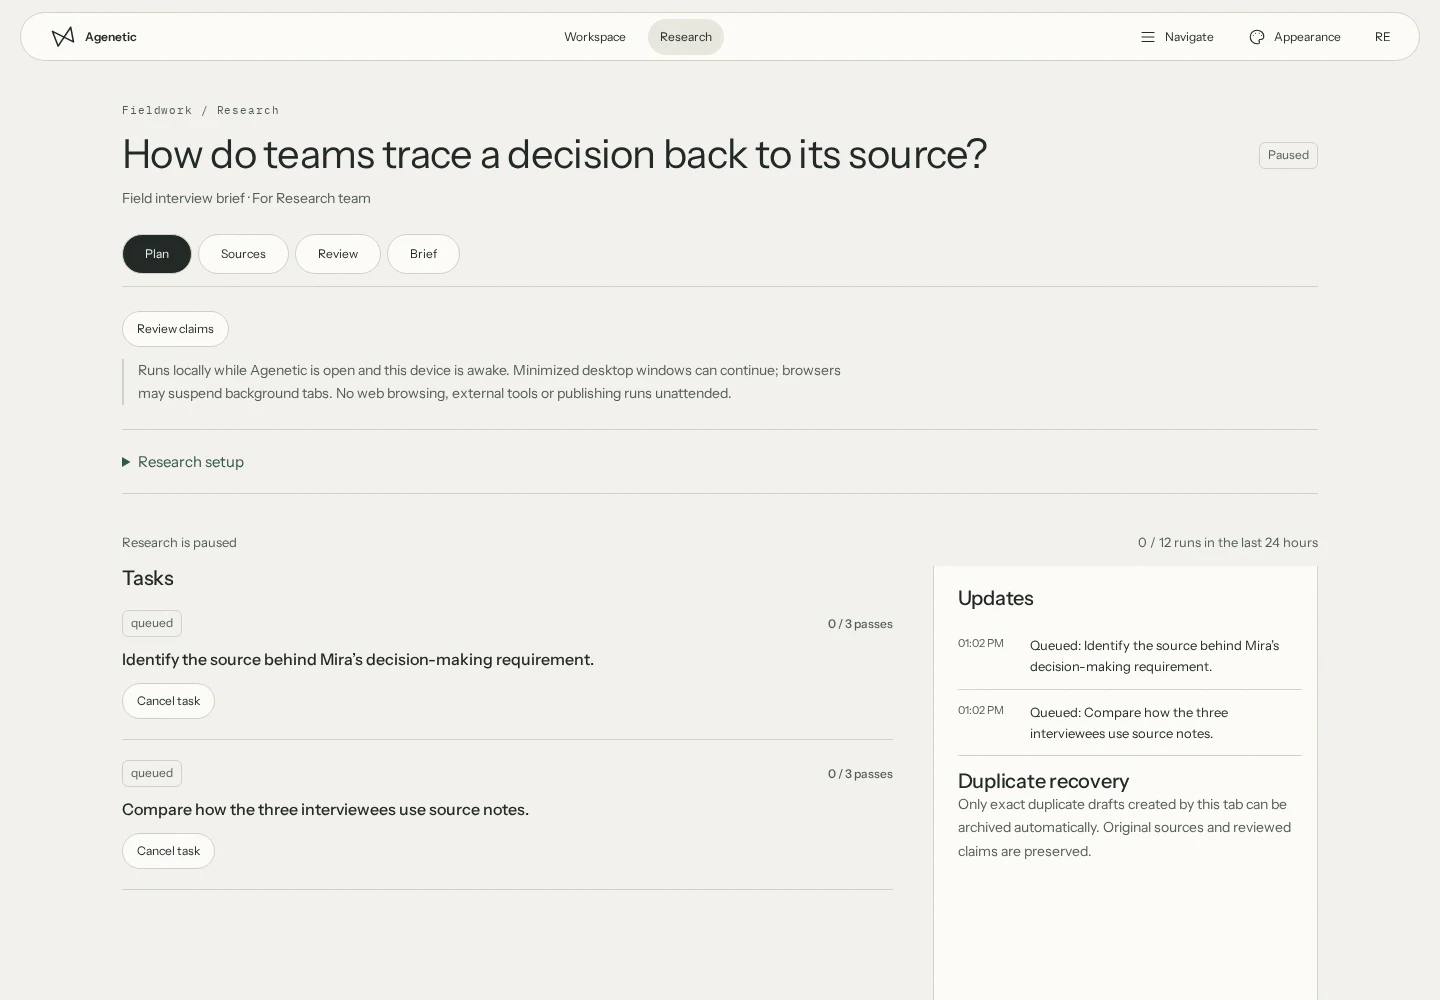 Agenetic
Workspace
Research
Navigate
Appearance
RE
Fieldwork / Research
How do teams trace a decision back to its source?
Paused
Field interview brief · For Research team
Plan
Sources
Review
Brief
Review claims
Runs locally while Agenetic is open and this device is awake. Minimized desktop windows can continue; browsers
may suspend background tabs. No web browsing, external tools or publishing runs unattended.
Research setup
Research is paused
0 / 12 runs in the last 24 hours
Tasks
queued
0 / 3 passes
Identify the source behind Mira’s decision-making requirement.
Cancel task
queued
0 / 3 passes
Compare how the three interviewees use source notes.
Cancel task
Updates
01:02 PM
Queued: Identify the source behind Mira’s
decision-making requirement.
01:02 PM
Queued: Compare how the three
interviewees use source notes.
Duplicate recovery
Only exact duplicate drafts created by this tab can be
archived automatically. Original sources and reviewed
claims are preserved.